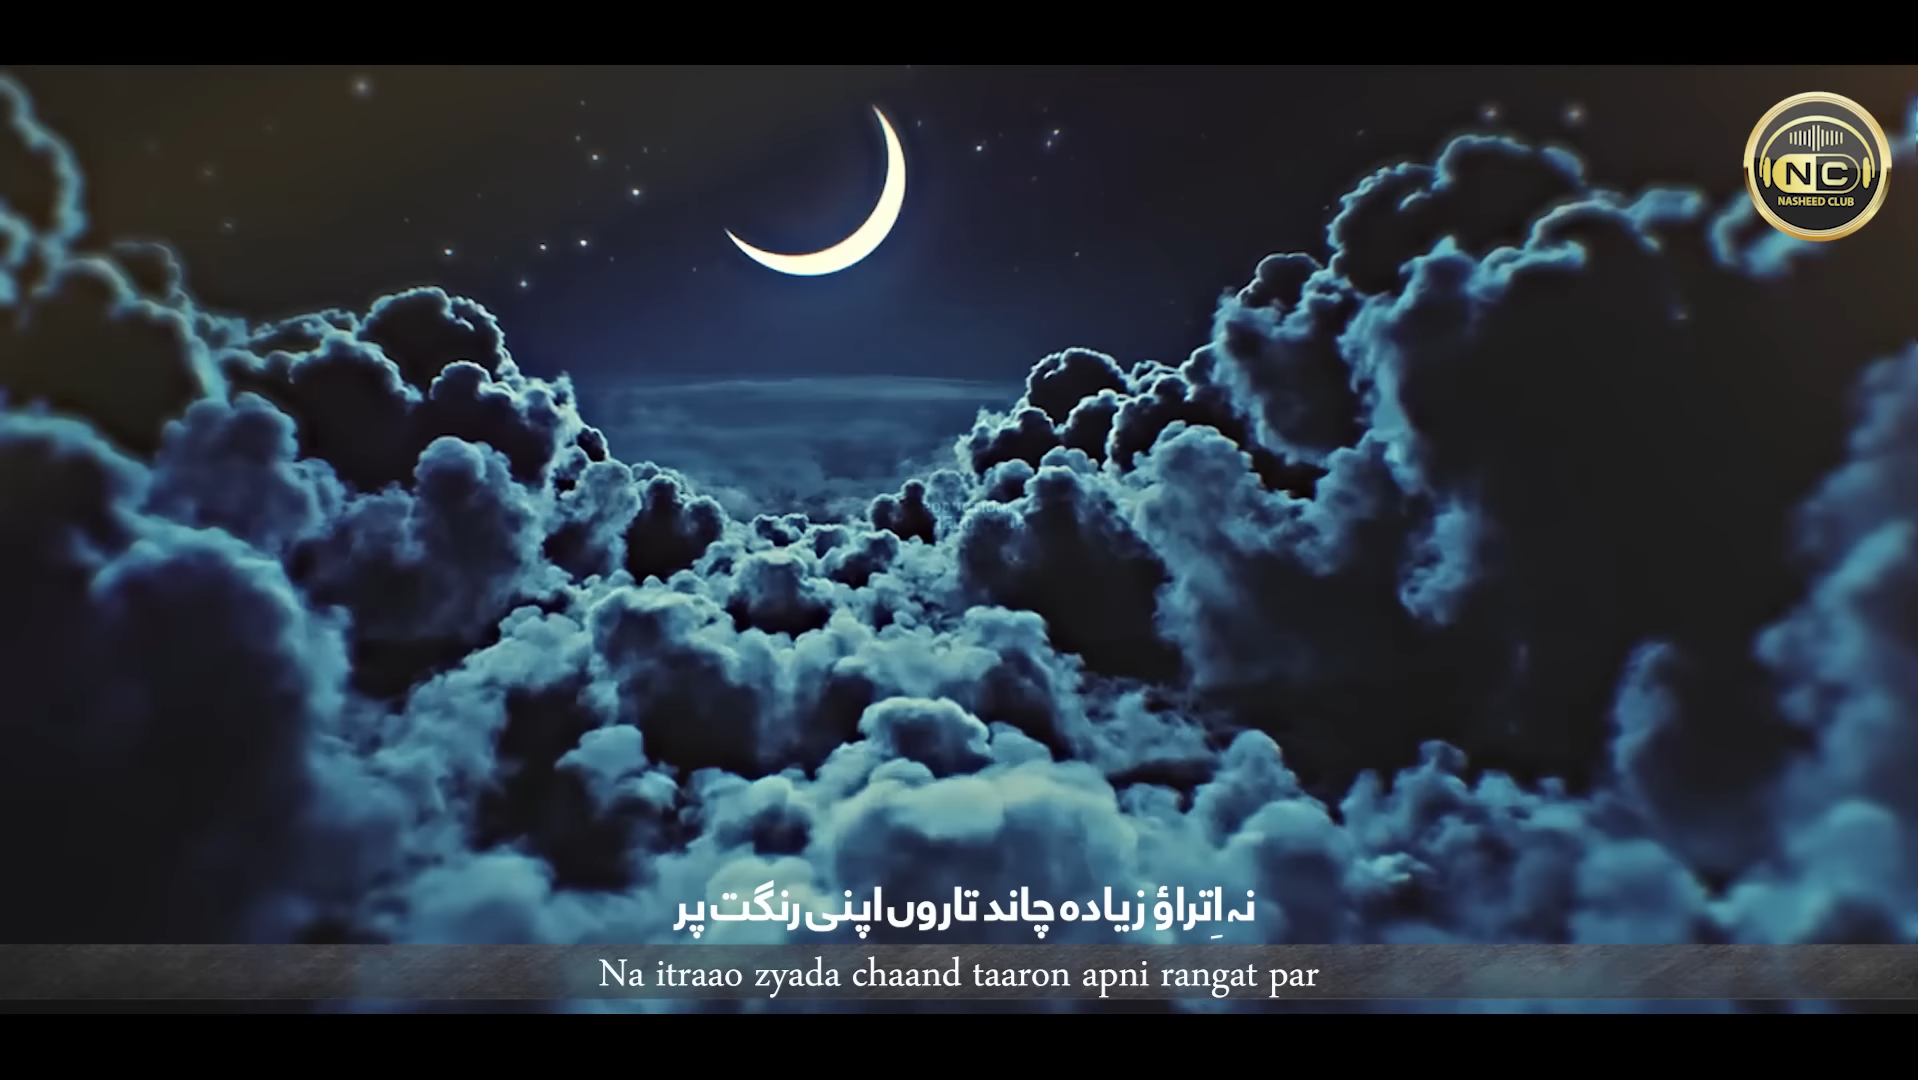 NC
NASHEED CLUB
نہ اِتراؤ زیادہ چاند تاروں اپنی رنگت پر
Na itraao zyada chaand taaron apni rangat par